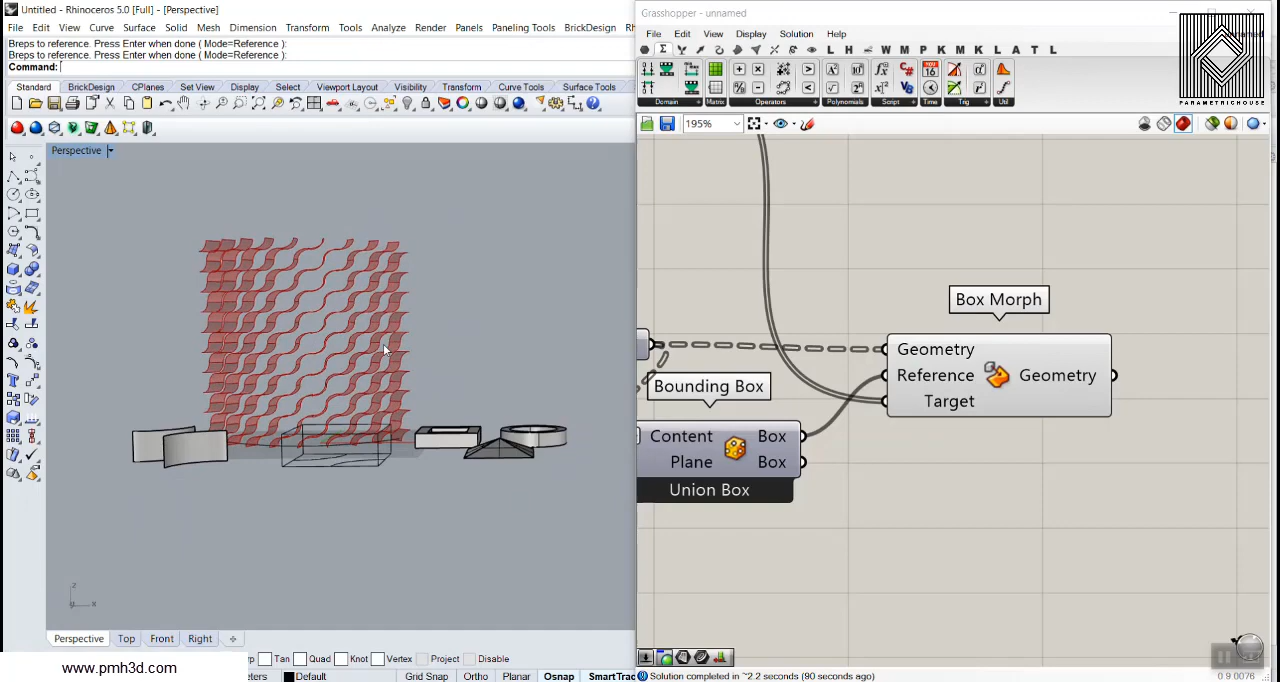 Untitled - Rhinoceros 5.0 [Full] - [Perspective]
File Edit View Curve Surface Solid Mesh Dimension Transform Tools Analyze Render Panels Paneling Tools BrickDesign Rh
Breps to reference. Press Enter when done ( Mode=Reference ):
Breps to reference. Press Enter when done ( Mode=Reference ):
Command:
Standard BrickDesign CPlanes Set View Display Select Viewport Layout Visibility Transform Curve Tools Surface Tools
Perspective
z
x
Perspective Top Front Right
Tan Quad Knot Vertex Project Disable
www.pmh3d.com
eters Default Grid Snap Ortho Planar Osnap SmartTrac
Grasshopper - unnamed
unnamed
File Edit View Display Solution Help
L H W M P K M K L A T L
Domain Matrix Operators Polynomials Script Time Trig Util
PARAMETRICHOUSE
195%
Box Morph
Geometry
Reference Geometry
Target
Bounding Box
Content Box
Plane Box
Union Box
Solution completed in ~2.2 seconds (90 seconds ago)
0.9.0076